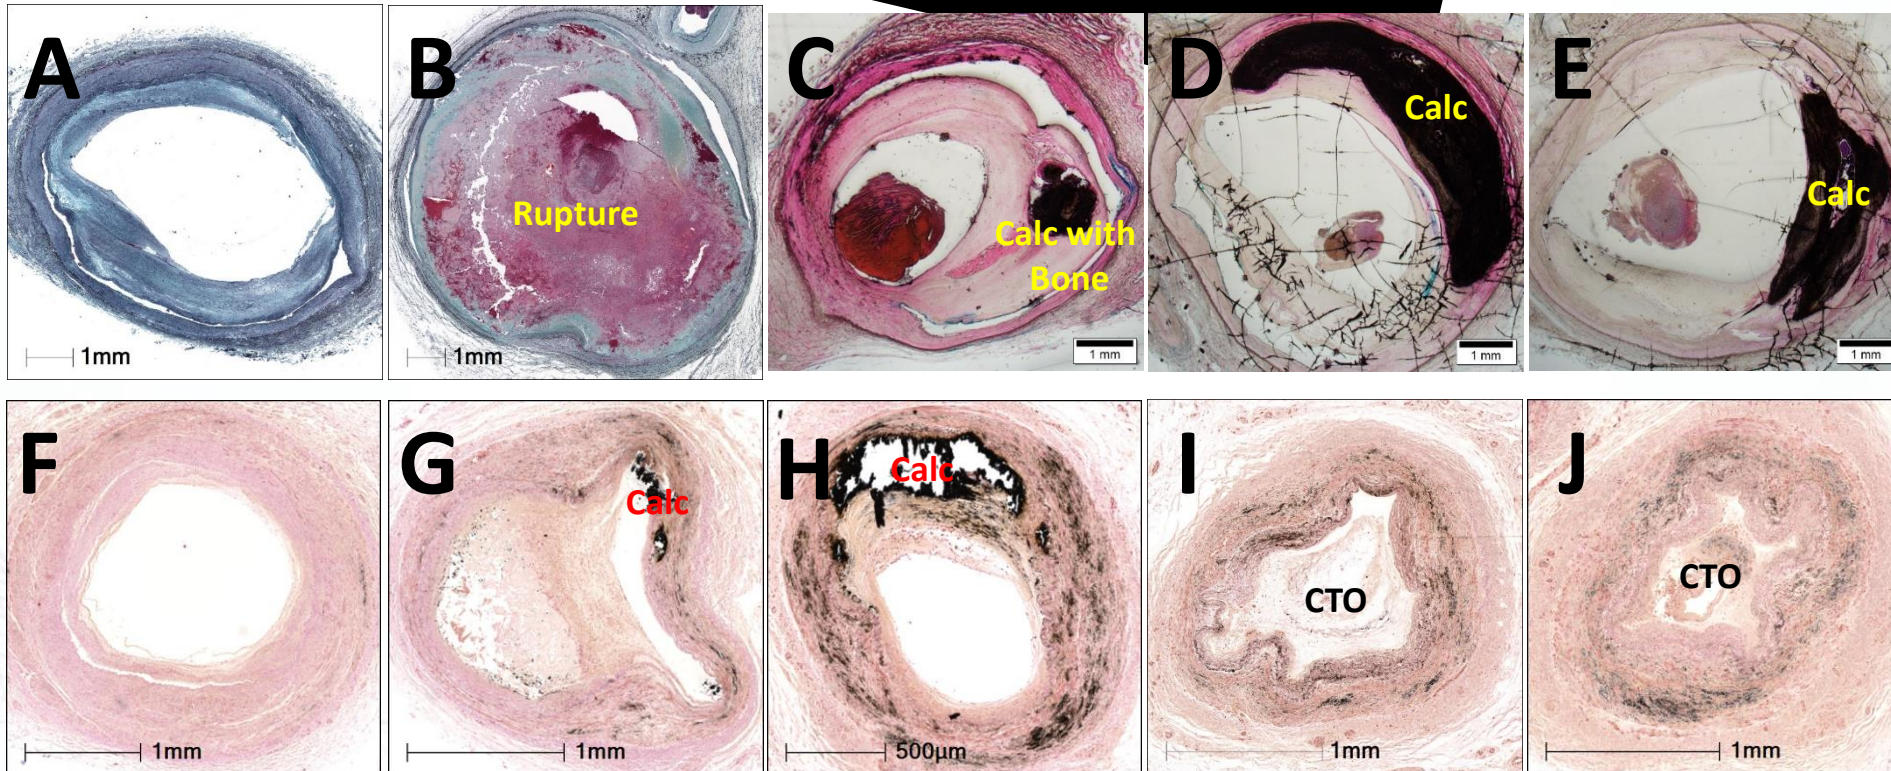 A
B
C
D
E
Rupture
Calc with
Bone
Calc
Calc
1mm
1mm
1 mm
1 mm
1 mm
F
G
H
I
J
Calc
Calc
CTO
CTO
1mm
1mm
500μm
1mm
1mm